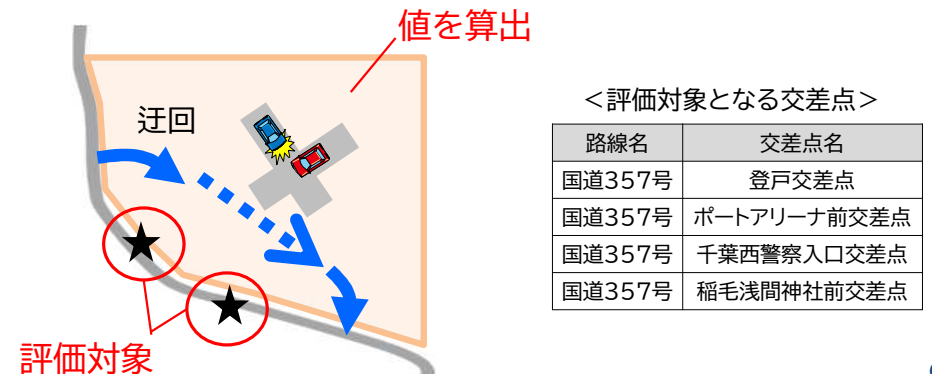 値を算出
迂回
評価対象
＜評価対象となる交差点＞
路線名 交差点名
国道357号 登戸交差点
国道357号 ポートアリーナ前交差点
国道357号 千葉西警察入口交差点
国道357号 稲毛浅間神社前交差点